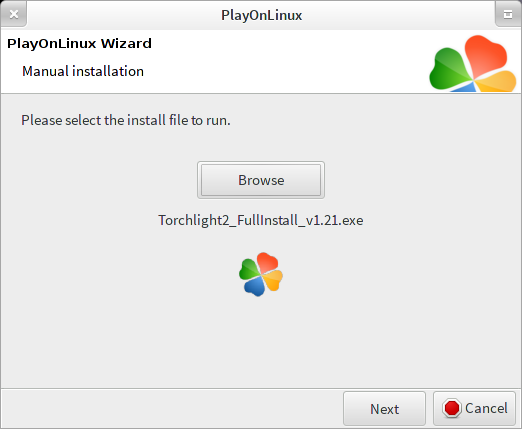 PlayOnLinux
PlayOnLinux Wizard
Manual installation
Please select the install file to run.
Browse
Torchlight2_FullInstall_v1.21.exe
Next
Cancel